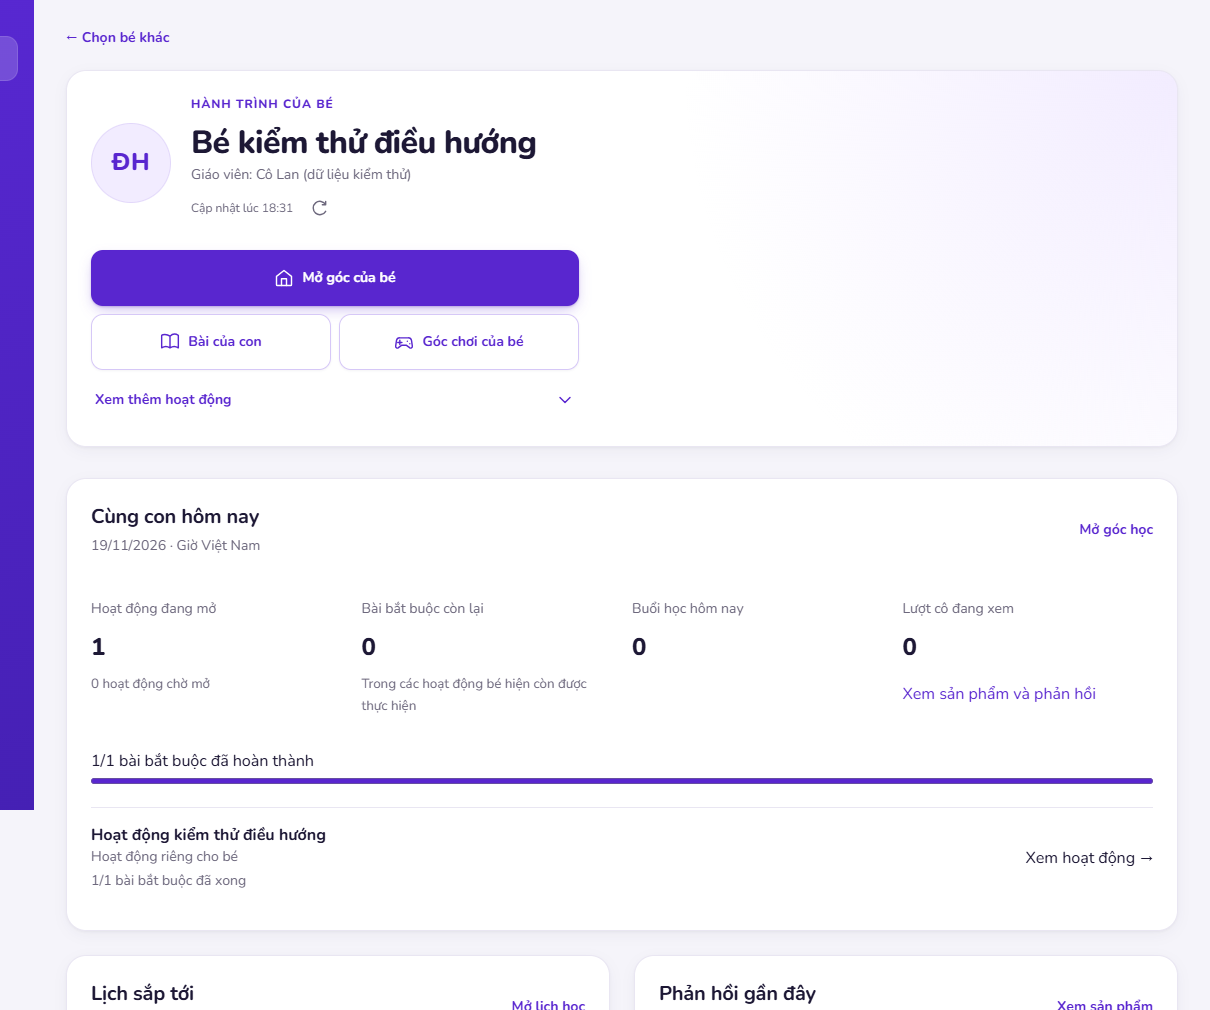 ← Chọn bé khác
HÀNH TRÌNH CỦA BÉ
ĐH
Bé kiểm thử điều hướng
Giáo viên: Cô Lan (dữ liệu kiểm thử)
Cập nhật lúc 18:31
Mở góc của bé
Bài của con
Góc chơi của bé
Xem thêm hoạt động
Cùng con hôm nay
19/11/2026 · Giờ Việt Nam
Mở góc học
Hoạt động đang mở
1
0 hoạt động chờ mở
Bài bắt buộc còn lại
0
Trong các hoạt động bé hiện còn được
thực hiện
Buổi học hôm nay
0
Lượt cô đang xem
0
Xem sản phẩm và phản hồi
1/1 bài bắt buộc đã hoàn thành
Hoạt động kiểm thử điều hướng
Hoạt động riêng cho bé
1/1 bài bắt buộc đã xong
Xem hoạt động →
Lịch sắp tới
Mở lịch học
Phản hồi gần đây
Xem sản phẩm